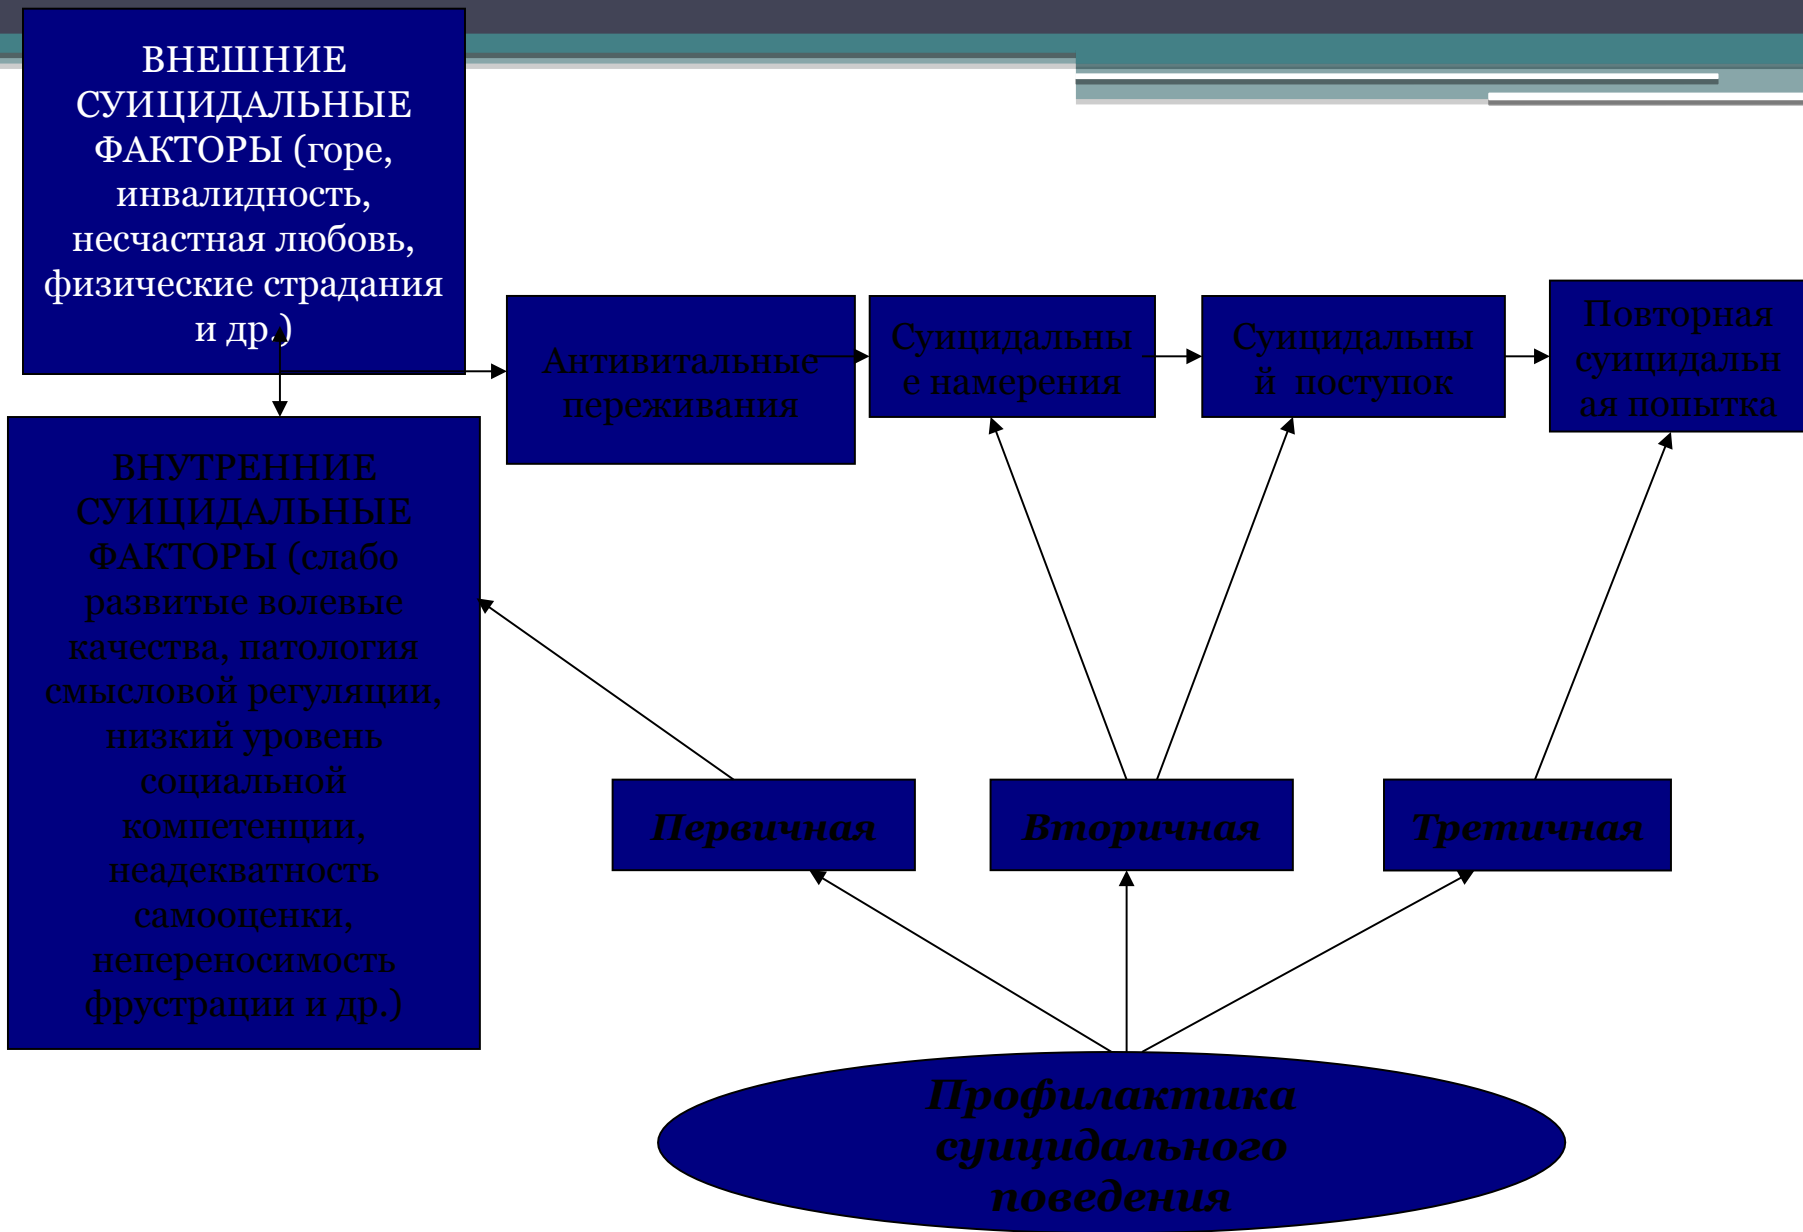 ВНЕШНИЕ
СУИЦИДАЛЬНЫЕ
ФАКТОРЫ (горе,
инвалидность,
несчастная любовь,
физические страдания
и др.)
Антивитальные
переживания
Суицидальны
е намерения
Суицидальны
й поступок
Повторная
суицидальн
ая попытка
ВНУТРЕННИЕ
СУИЦИДАЛЬНЫЕ
ФАКТОРЫ (слабо
развитые волевые
качества, патология
смысловой регуляции,
низкий уровень
социальной
компетенции,
неадекватность
самооценки,
непереносимость
фрустрации и др.)
Первичная
Вторичная
Третичная
Профилактика
суицидального
поведения